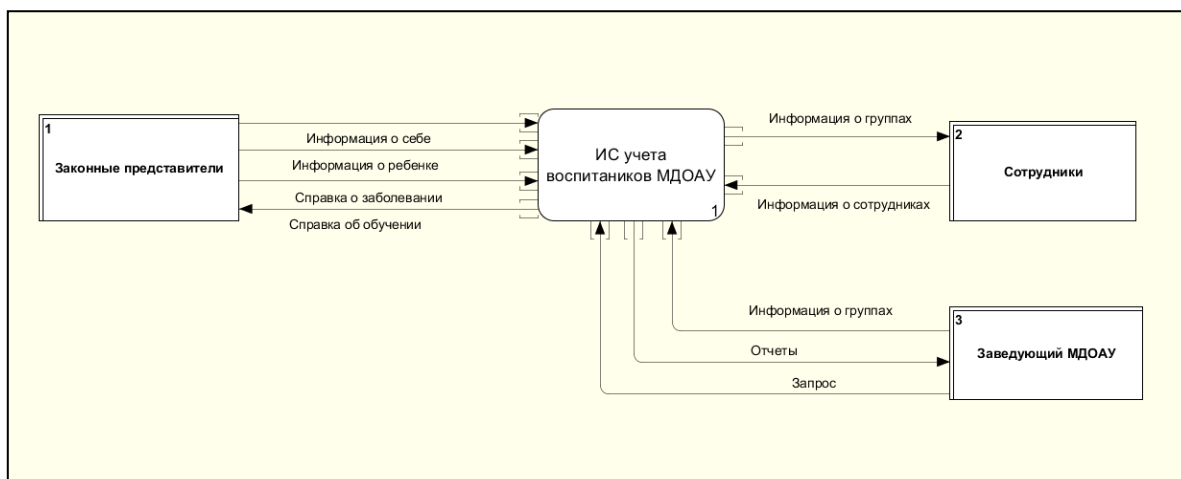 1
Законные представители
Информация о себе
Информация о ребенке
Справка о заболевании
Справка об обучении
ИС учета
воспитаников МДОАУ
1
Информация о группах
Информация о сотрудниках
2
Сотрудники
Информация о группах
Отчеты
Запрос
3
Заведующий МДОАУ